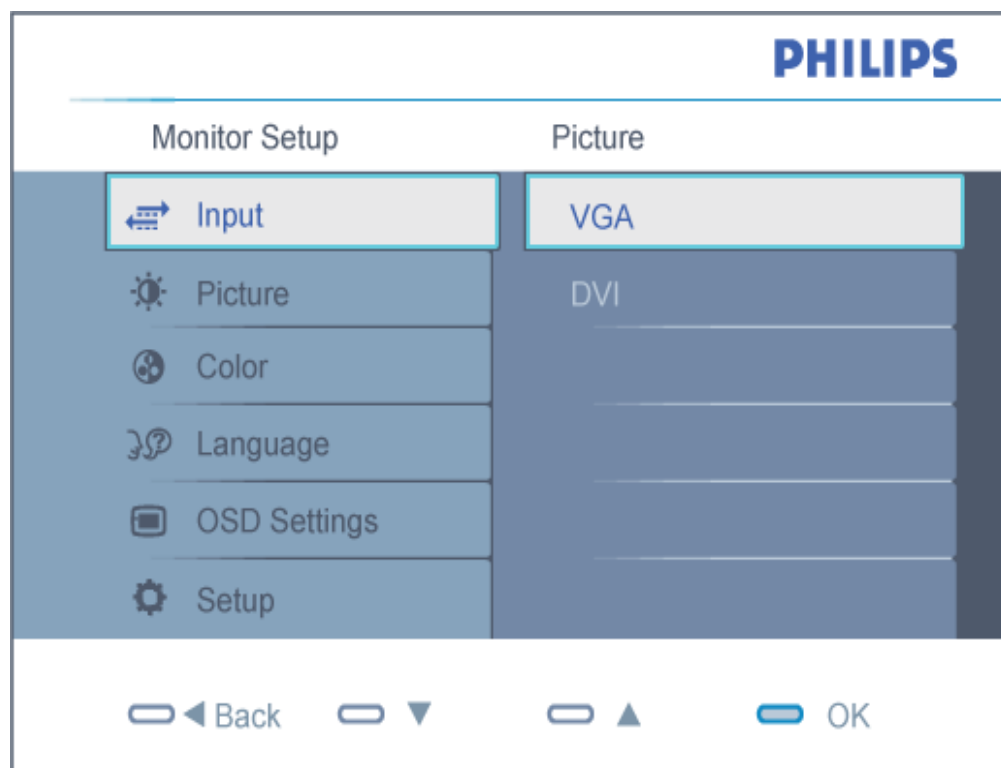 PHILIPS
Monitor Setup
Picture
Input
VGA
Picture
DVI
Color
Language
OSD Settings
Setup
Back
OK